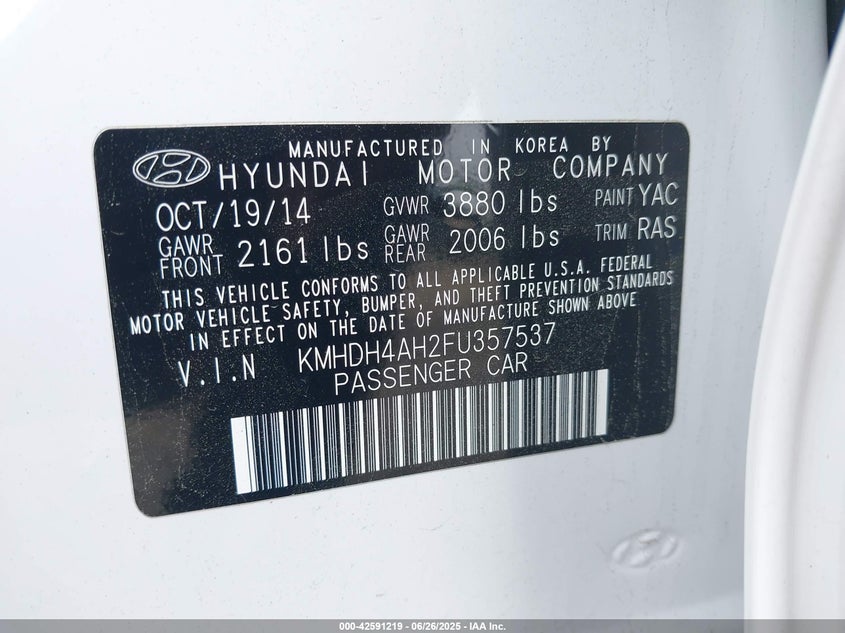 MANUFACTURED IN KOREA BY
HYUNDAI MOTOR COMPANY
OCT/19/14 GVWR 3880 lbs PAINT YAC
GAWR FRONT 2161 lbs GAWR REAR 2006 lbs TRIM RAS
THIS VEHICLE CONFORMS TO ALL APPLICABLE U.S.A. FEDERAL
MOTOR VEHICLE SAFETY, BUMPER, AND THEFT PREVENTION STANDARDS
IN EFFECT ON THE DATE OF MANUFACTURE SHOWN ABOVE
V.I.N KMHDH4AH2FU357537
PASSENGER CAR
000-42591219 - 06/26/2025 - IAA Inc.